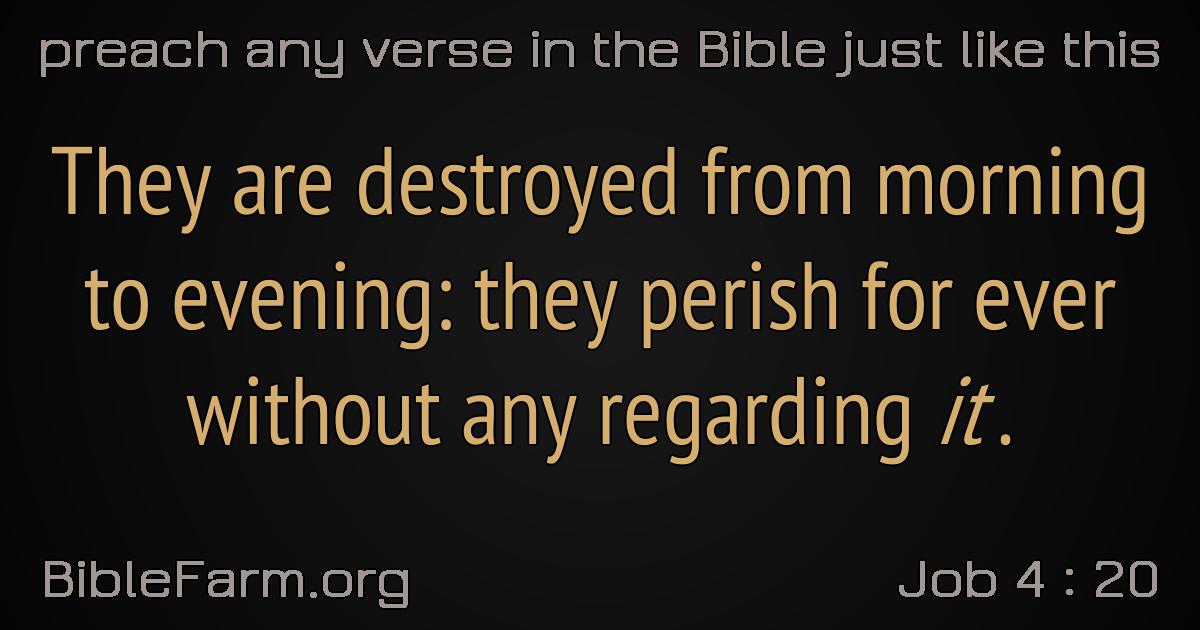 preach any verse in the Bible just like this
They are destroyed from morning
to evening: they perish for ever
without any regarding it.
BibleFarm.org
Job 4 : 20